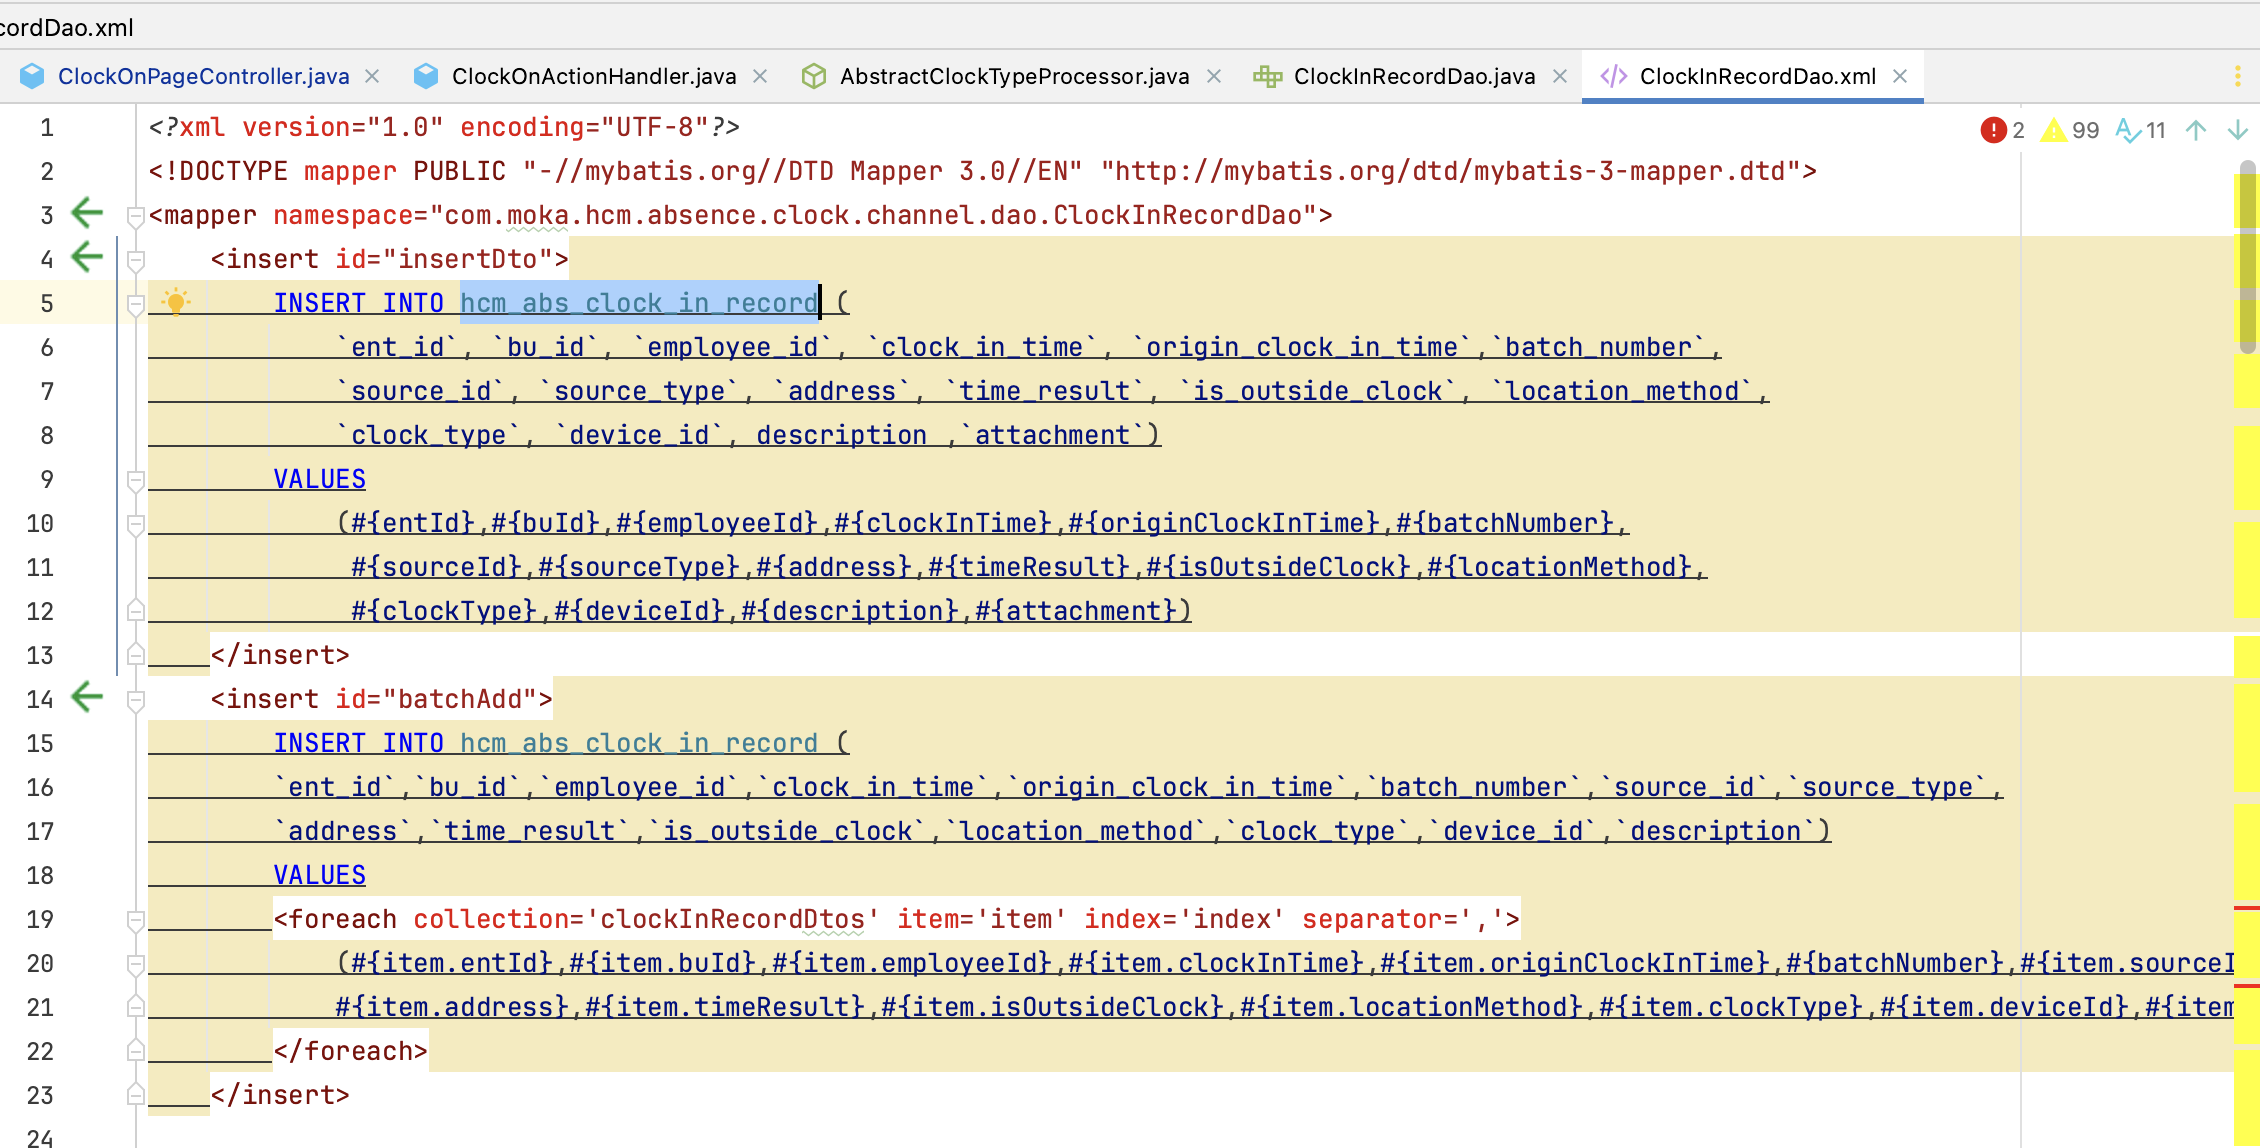 cordDao.xml
ClockOnPageController.java ClockOnActionHandler.java AbstractClockTypeProcessor.java ClockInRecordDao.java ClockInRecordDao.xml
2 99 11
1 <?xml version="1.0" encoding="UTF-8"?>
2 <!DOCTYPE mapper PUBLIC "-//mybatis.org//DTD Mapper 3.0//EN" "http://mybatis.org/dtd/mybatis-3-mapper.dtd">
3 <mapper namespace="com.moka.hcm.absence.clock.channel.dao.ClockInRecordDao">
4 <insert id="insertDto">
5 INSERT INTO hcm_abs_clock_in_record (
6 `ent_id`, `bu_id`, `employee_id`, `clock_in_time`, `origin_clock_in_time`,`batch_number`,
7 `source_id`, `source_type`, `address`, `time_result`, `is_outside_clock`, `location_method`,
8 `clock_type`, `device_id`, description ,`attachment`)
9 VALUES
10 (#{entId},#{buId},#{employeeId},#{clockInTime},#{originClockInTime},#{batchNumber},
11 #{sourceId},#{sourceType},#{address},#{timeResult},#{isOutsideClock},#{locationMethod},
12 #{clockType},#{deviceId},#{description},#{attachment})
13 </insert>
14 <insert id="batchAdd">
15 INSERT INTO hcm_abs_clock_in_record (
16 `ent_id`,`bu_id`,`employee_id`,`clock_in_time`,`origin_clock_in_time`,`batch_number`,`source_id`,`source_type`,
17 `address`,`time_result`,`is_outside_clock`,`location_method`,`clock_type`,`device_id`,`description`)
18 VALUES
19 <foreach collection='clockInRecordDtos' item='item' index='index' separator=','>
20 (#{item.entId},#{item.buId},#{item.employeeId},#{item.clockInTime},#{item.originClockInTime},#{batchNumber},#{item.sourceI
21 #{item.address},#{item.timeResult},#{item.isOutsideClock},#{item.locationMethod},#{item.clockType},#{item.deviceId},#{item
22 </foreach>
23 </insert>
24